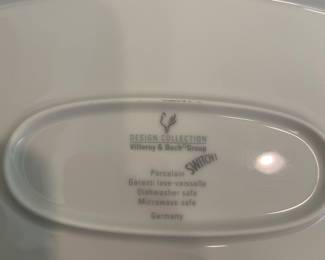 DESIGN COLLECTION
Villeroy & Boch Group
SWITCH!
Porcelain
Garanti lave-vaisselle
Dishwasher safe
Microwave safe
Germany